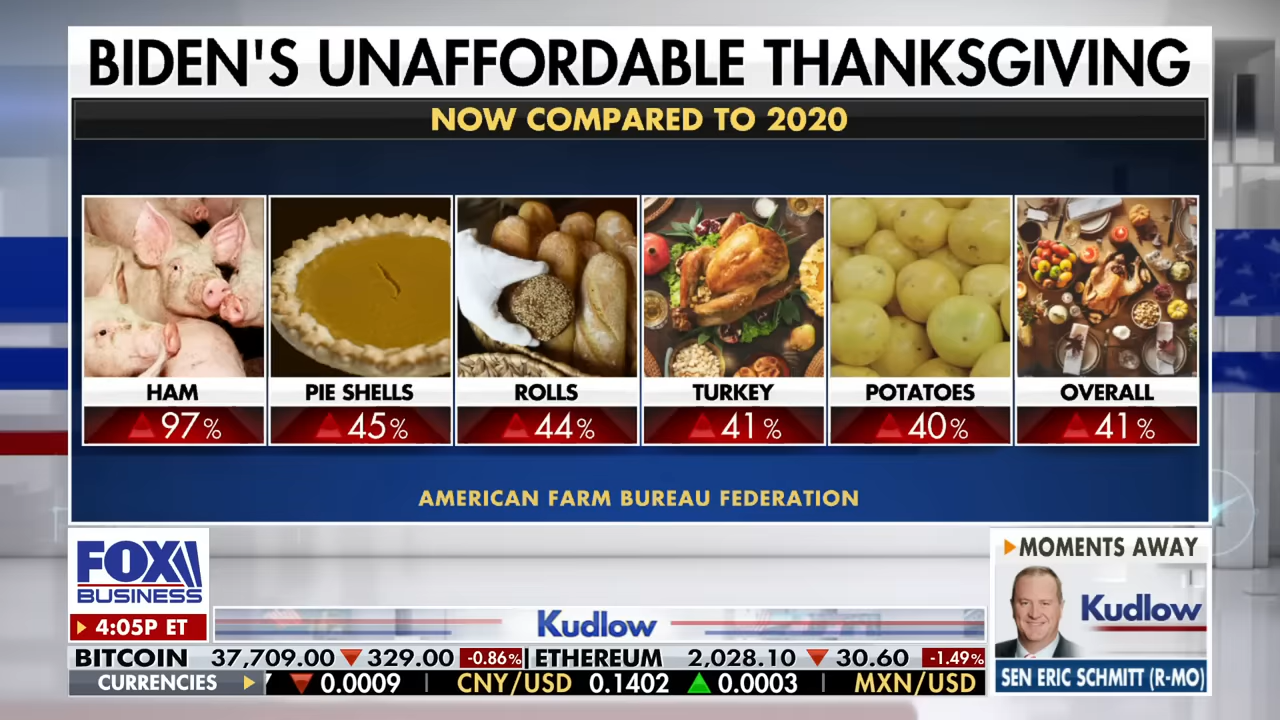 BIDEN'S UNAFFORDABLE THANKSGIVING
NOW COMPARED TO 2020
HAM PIE SHELLS ROLLS TURKEY POTATOES OVERALL
97% 45% 44% 41% 40% 41%
AMERICAN FARM BUREAU FEDERATION
FOX
BUSINESS
4:05P ET
Kudlow
MOMENTS AWAY
Kudlow
SEN ERIC SCHMITT (R-MO)
BITCOIN 37,709.00 ▼ 329.00 -0.86% ETHEREUM 2,028.10 ▼ 30.60 -1.49%
CURRENCIES ▼ 0.0009 | CNY/USD 0.1402 ▲ 0.0003 | MXN/USD